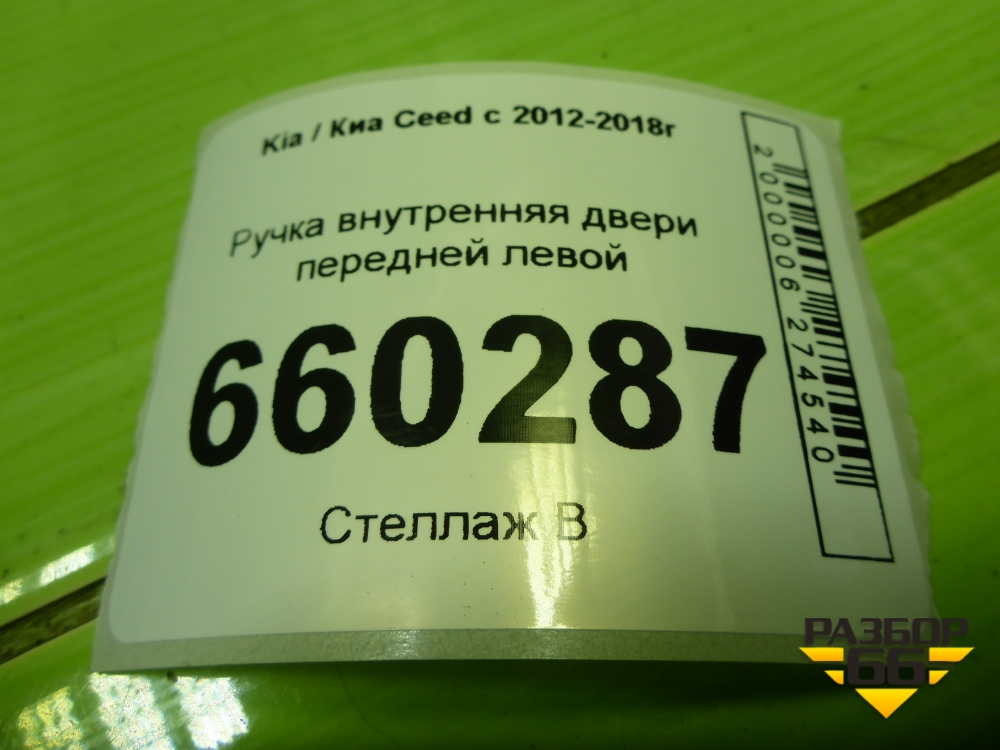 Kia / Киа Ceed с 2012-2018г
Ручка внутренняя двери
передней левой
660287
Стеллаж В
2000006274540
РАЗБОР
66